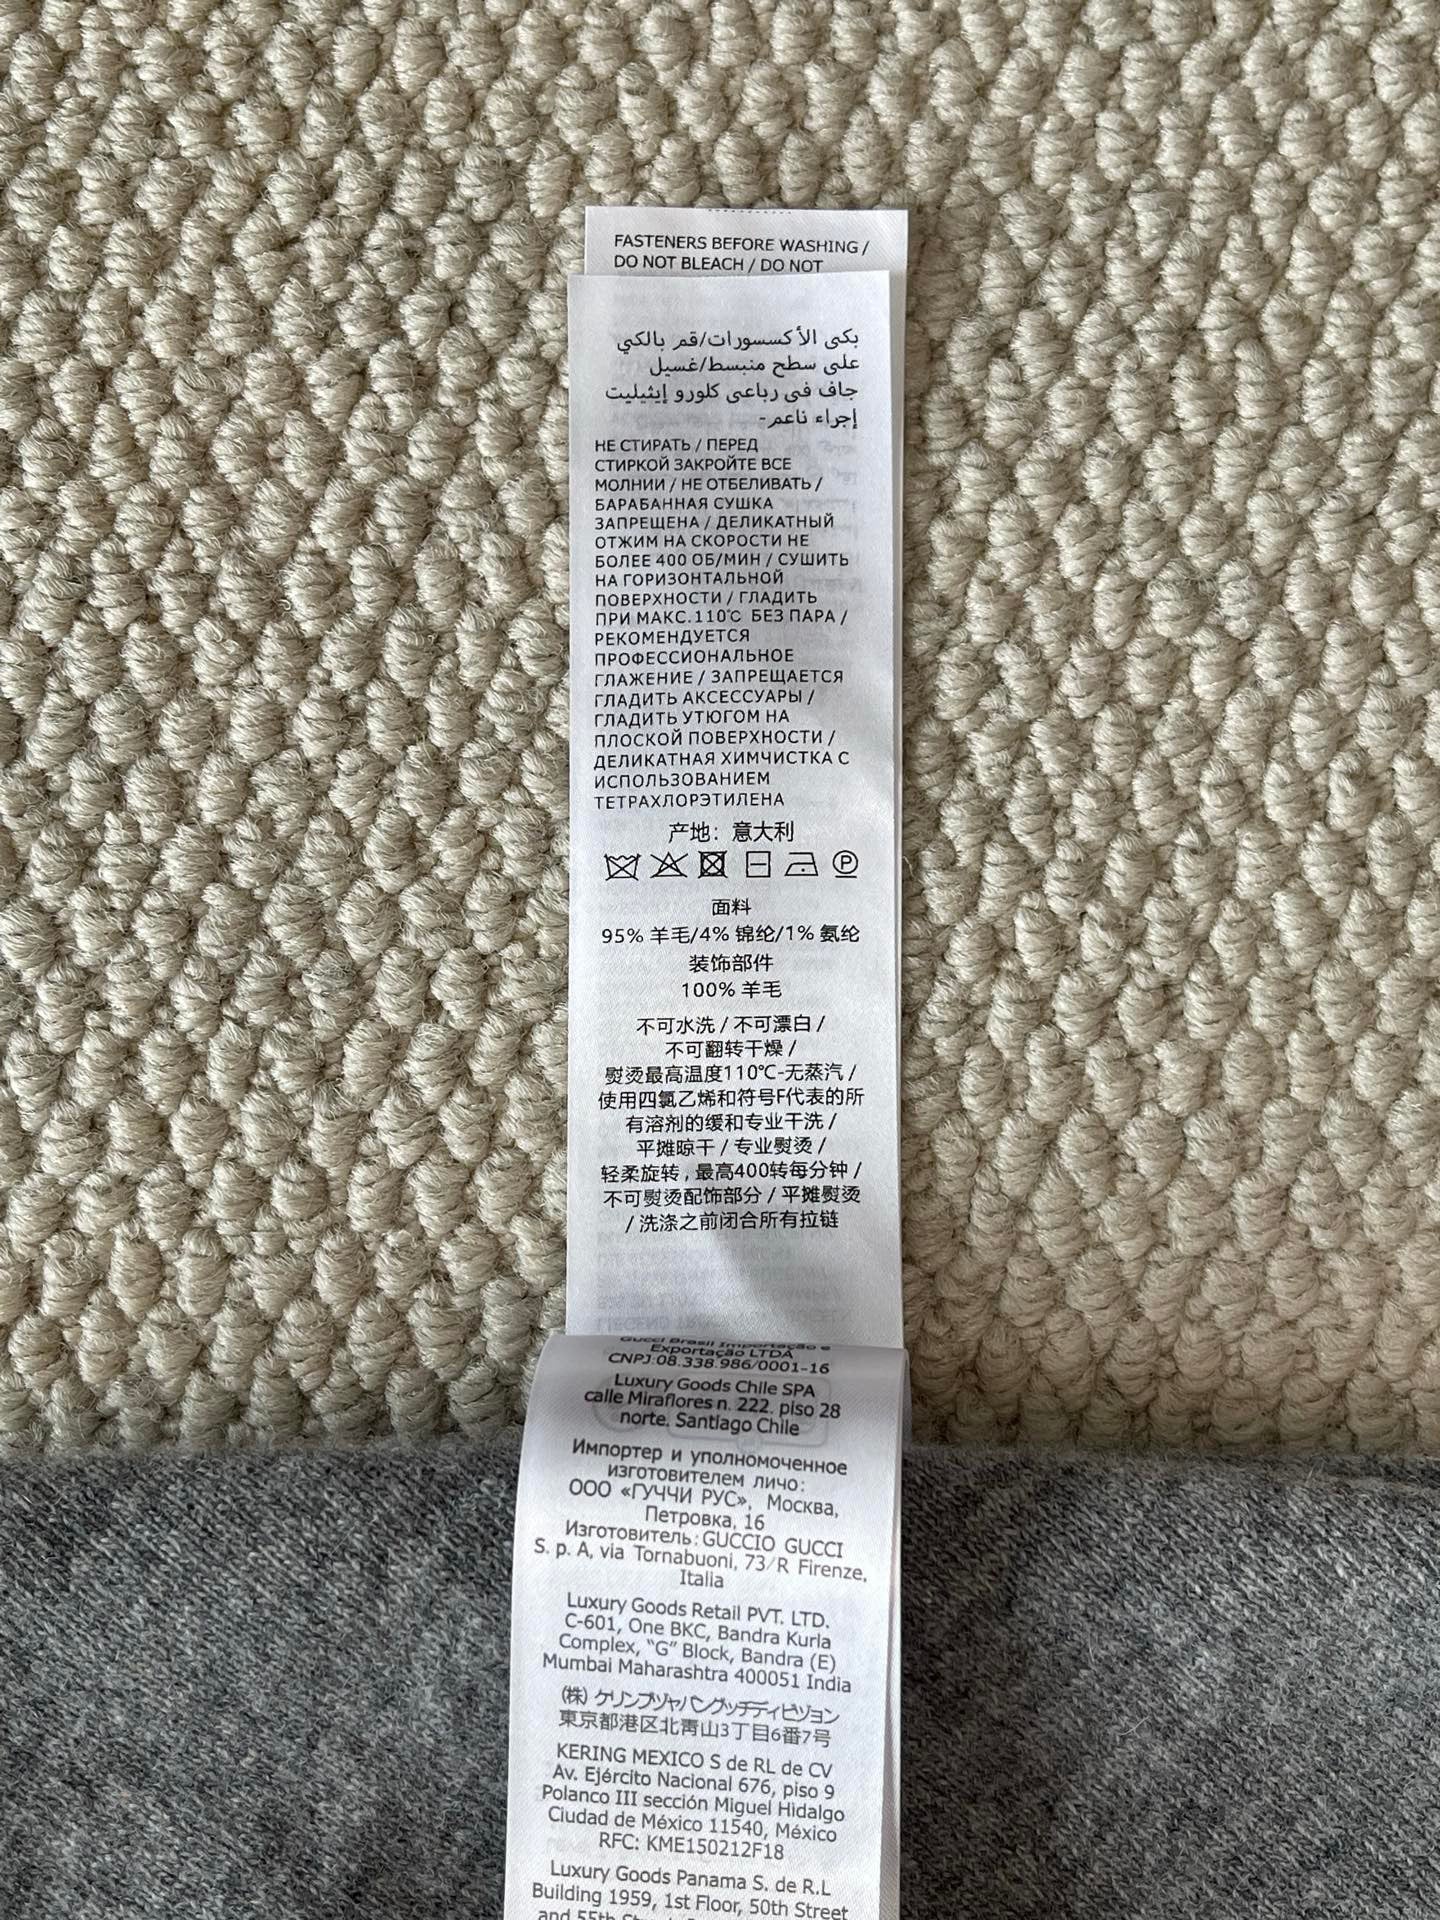 FASTENERS BEFORE WASHING /
DO NOT BLEACH / DO NOT
بكى الأكسسورات/قم بالكي
على سطح منبسط/غسيل
جاف فى رباعى كلورو إيثيليت
إجراء ناعم-
НЕ СТИРАТЬ / ПЕРЕД
СТИРКОЙ ЗАКРОЙТЕ ВСЕ
МОЛНИИ / НЕ ОТБЕЛИВАТЬ /
БАРАБАННАЯ СУШКА
ЗАПРЕЩЕНА / ДЕЛИКАТНЫЙ
ОТЖИМ НА СКОРОСТИ НЕ
БОЛЕЕ 400 ОБ/МИН / СУШИТЬ
НА ГОРИЗОНТАЛЬНОЙ
ПОВЕРХНОСТИ / ГЛАДИТЬ
ПРИ МАКС.110℃ БЕЗ ПАРА /
РЕКОМЕНДУЕТСЯ
ПРОФЕССИОНАЛЬНОЕ
ГЛАЖЕНИЕ / ЗАПРЕЩАЕТСЯ
ГЛАДИТЬ АКСЕССУАРЫ /
ГЛАДИТЬ УТЮГОМ НА
ПЛОСКОЙ ПОВЕРХНОСТИ /
ДЕЛИКАТНАЯ ХИМЧИСТКА С
ИСПОЛЬЗОВАНИЕМ
ТЕТРАХЛОРЭТИЛЕНА
产地：意大利
P
面料
95% 羊毛/4% 锦纶/1% 氨纶
装饰部件
100% 羊毛
不可水洗 / 不可漂白 /
不可翻转干燥 /
熨烫最高温度110℃-无蒸汽 /
使用四氯乙烯和符号F代表的所
有溶剂的缓和专业干洗 /
平摊晾干 / 专业熨烫 /
轻柔旋转，最高400转每分钟 /
不可熨烫配饰部分 / 平摊熨烫
/ 洗涤之前闭合所有拉链
Gucci Brasil Importação e
Exportação LTDA
CNPJ:08.338.986/0001-16
Luxury Goods Chile SPA
calle Miraflores n. 222. piso 28
norte. Santiago Chile
Импортер и уполномоченное
изготовителем лицо:
ООО «ГУЧЧИ РУС», Москва,
Петровка, 16
Изготовитель: GUCCIO GUCCI
S. p. A, via Tornabuoni, 73/R Firenze,
Italia
Luxury Goods Retail PVT. LTD.
C-601, One BKC, Bandra Kurla
Complex, “G” Block, Bandra (E)
Mumbai Maharashtra 400051 India
(株) ケリンプジャパングッチディビジョン
東京都港区北青山3丁目6番7号
KERING MEXICO S de RL de CV
Av. Ejército Nacional 676, piso 9
Polanco III sección Miguel Hidalgo
Ciudad de México 11540, México
RFC: KME150212F18
Luxury Goods Panama S. de R.L
Building 1959, 1st Floor, 50th Street
and 55th